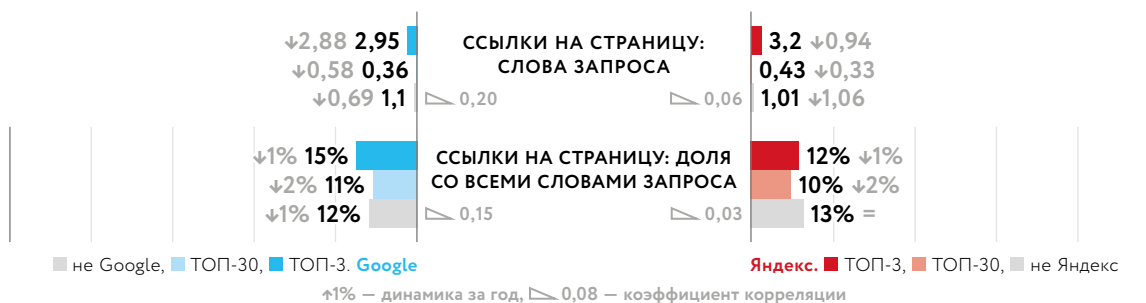 ↓2,88 2,95 ССЫЛКИ НА СТРАНИЦУ: 3,2 ↓0,94
↓0,58 0,36 СЛОВА ЗАПРОСА 0,43 ↓0,33
↓0,69 1,1 0,20 0,06 1,01 ↓1,06
↓1% 15% ССЫЛКИ НА СТРАНИЦУ: ДОЛЯ 12% ↓1%
↓2% 11% СО ВСЕМИ СЛОВАМИ ЗАПРОСА 10% ↓2%
↓1% 12% 0,15 0,03 13% =
не Google, ТОП-30, ТОП-3. Google Яндекс. ТОП-3, ТОП-30, не Яндекс
↑1% — динамика за год, 0,08 — коэффициент корреляции